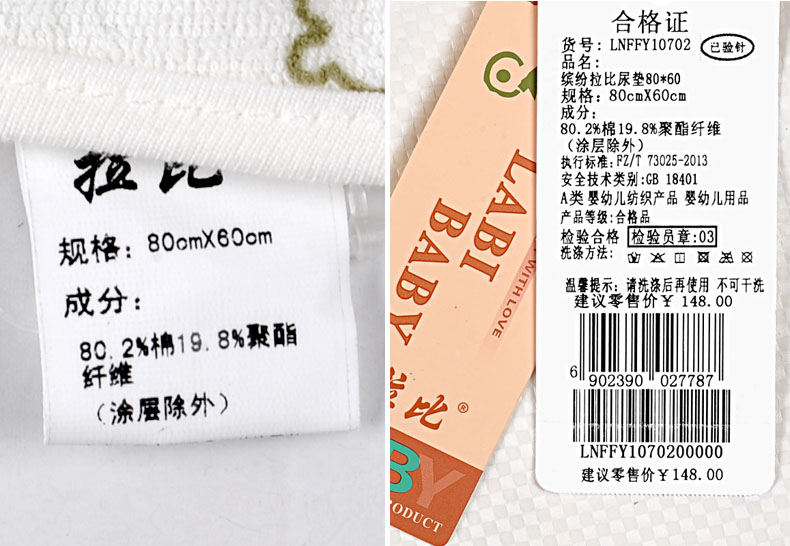 拉比
规格：80cmX60cm
成分：
80.2%棉19.8%聚酯
纤维
（涂层除外）
LABI
BABY
WITH LOVE
®
BY
PRODUCT
合格证
货号：LNFFY10702
已验针
品名：
缤纷拉比尿垫80*60
规格：80cmX60cm
成分：
80.2%棉19.8%聚酯纤维
（涂层除外）
执行标准：FZ/T 73025-2013
安全技术类别：GB 18401
A类 婴幼儿纺织产品 婴幼儿用品
产品等级：合格品
检验合格 检验员章：03
洗涤方法：
温馨提示：请洗涤后再使用 不可干洗
建议零售价￥148.00
6 902390 027787
LNFFY1070200000
建议零售价￥148.00